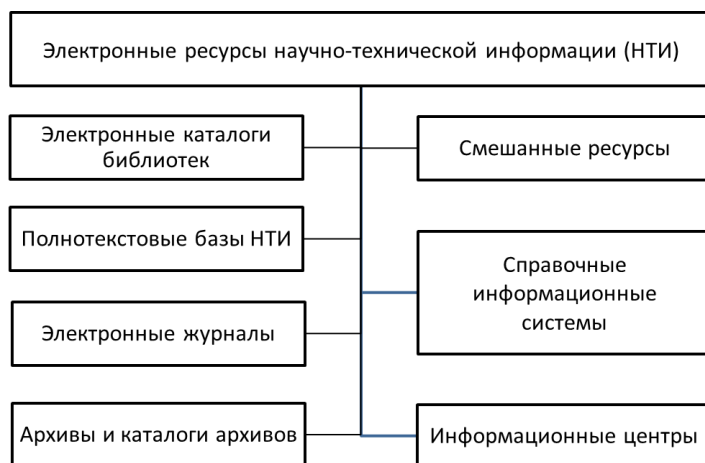 Электронные ресурсы научно-технической информации (НТИ)
Электронные каталоги
библиотек
Смешанные ресурсы
Полнотекстовые базы НТИ
Справочные
информационные
системы
Электронные журналы
Архивы и каталоги архивов
Информационные центры